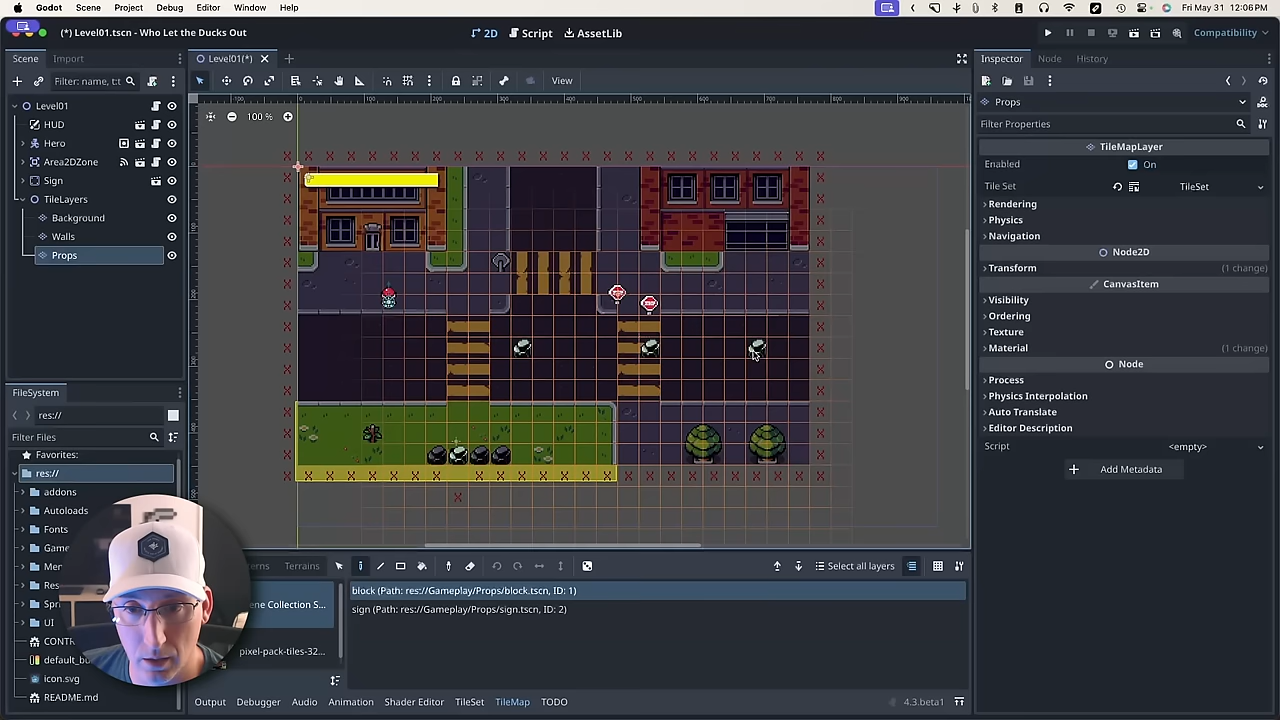 Godot Scene Project Debug Editor Window Help
Fri May 31 12:06 PM
(*) Level01.tscn - Who Let the Ducks Out
2D Script AssetLib
Compatibility
Scene Import
Level01(*)
Inspector Node History
Filter: name, t:t
View
Props
Filter Properties
100 %
Level01
HUD
Hero
Area2DZone
Sign
TileLayers
Background
Walls
Props
TileMapLayer
Enabled On
Tile Set TileSet
Rendering
Physics
Navigation
Node2D
Transform (1 change)
CanvasItem
Visibility
Ordering
Texture
Material (1 change)
Node
Process
Physics Interpolation
Auto Translate
Editor Description
Script <empty>
Add Metadata
FileSystem
res://
Filter Files
Favorites:
res://
addons
Autoloads
Fonts
Game
Res
UI
default_bu
icon.svg
README.md
Terrains
Select all layers
block (Path: res://Gameplay/Props/block.tscn, ID: 1)
sign (Path: res://Gameplay/Props/sign.tscn, ID: 2)
ene Collection S...
pixel-pack-tiles-32...
Output Debugger Audio Animation Shader Editor TileSet TileMap TODO
4.3.beta1